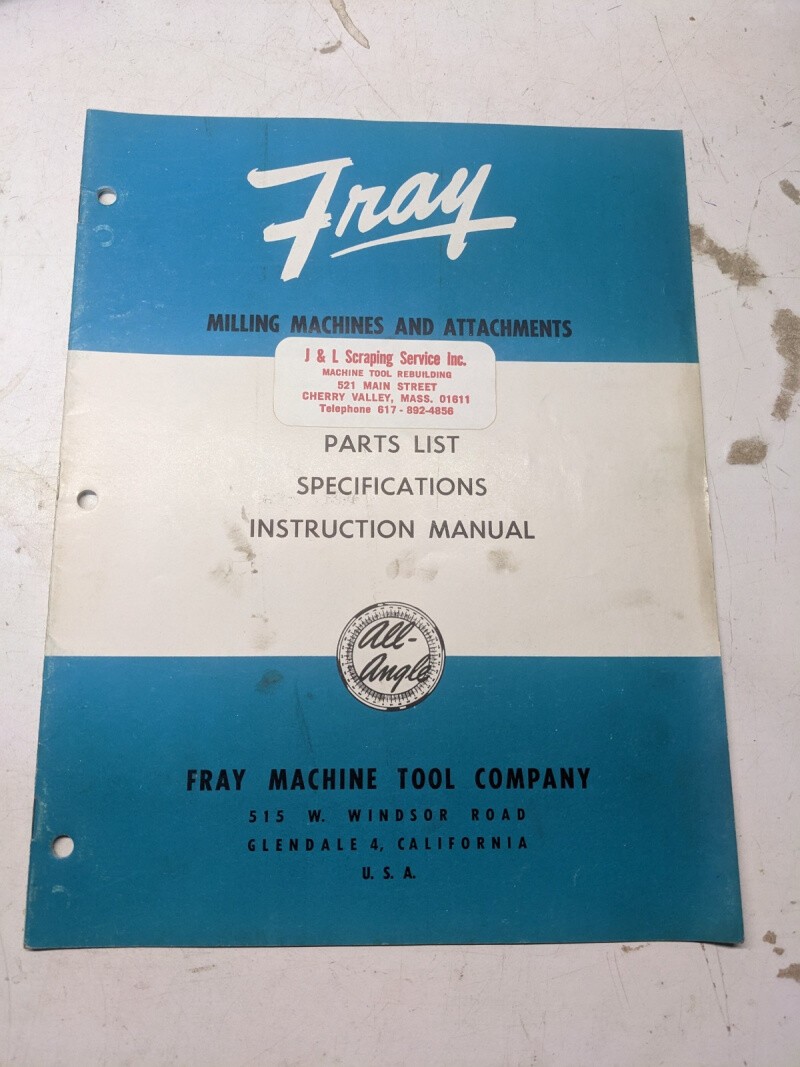 Fray
MILLING MACHINES AND ATTACHMENTS
J & L Scraping Service Inc.
MACHINE TOOL REBUILDING
521 MAIN STREET
CHERRY VALLEY, MASS. 01611
Telephone 617 - 892-4856
PARTS LIST
SPECIFICATIONS
INSTRUCTION MANUAL
All-
Angle
FRAY MACHINE TOOL COMPANY
515 W. WINDSOR ROAD
GLENDALE 4, CALIFORNIA
U. S. A.